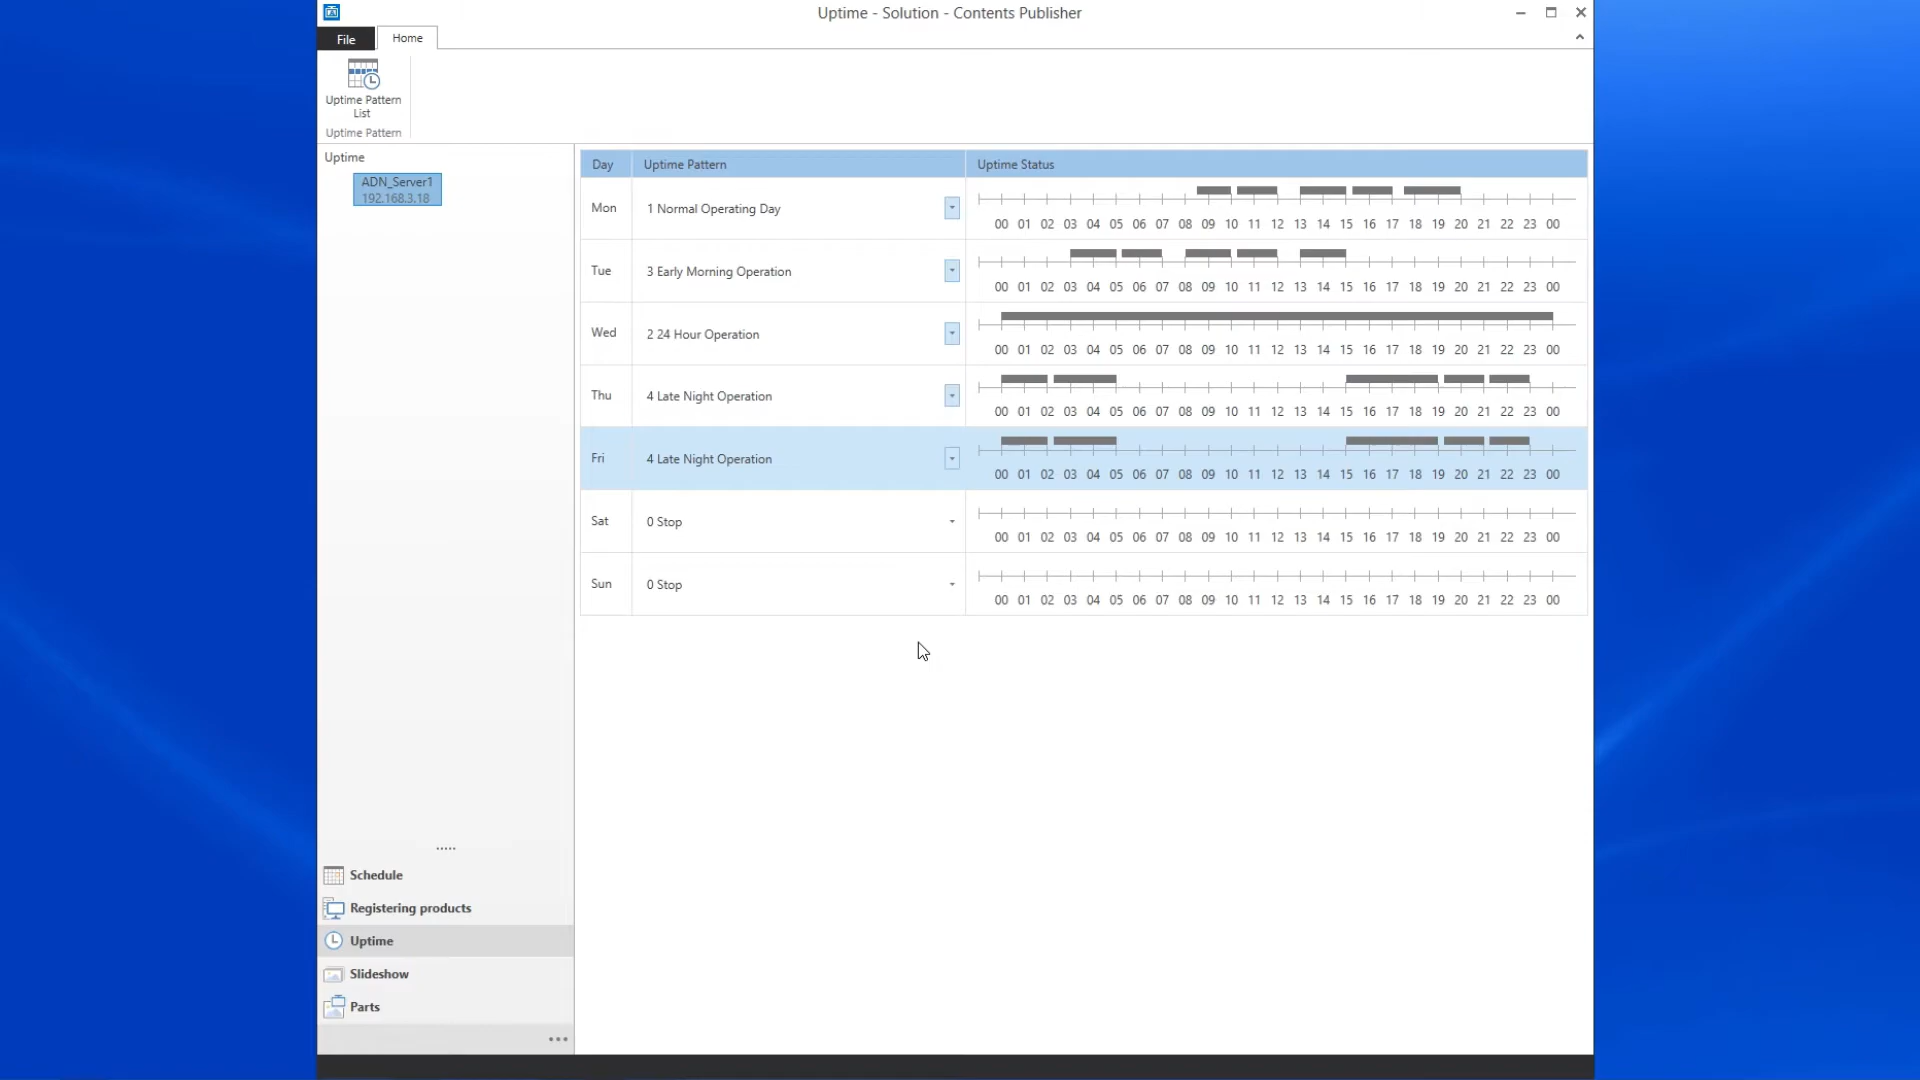 Uptime - Solution - Contents Publisher
File Home
Uptime Pattern
List
Uptime Pattern
Uptime
ADN_Server1
192.168.3.18
Day Uptime Pattern Uptime Status
Mon 1 Normal Operating Day
00 01 02 03 04 05 06 07 08 09 10 11 12 13 14 15 16 17 18 19 20 21 22 23 00
Tue 3 Early Morning Operation
00 01 02 03 04 05 06 07 08 09 10 11 12 13 14 15 16 17 18 19 20 21 22 23 00
Wed 2 24 Hour Operation
00 01 02 03 04 05 06 07 08 09 10 11 12 13 14 15 16 17 18 19 20 21 22 23 00
Thu 4 Late Night Operation
00 01 02 03 04 05 06 07 08 09 10 11 12 13 14 15 16 17 18 19 20 21 22 23 00
Fri 4 Late Night Operation
00 01 02 03 04 05 06 07 08 09 10 11 12 13 14 15 16 17 18 19 20 21 22 23 00
Sat 0 Stop
00 01 02 03 04 05 06 07 08 09 10 11 12 13 14 15 16 17 18 19 20 21 22 23 00
Sun 0 Stop
00 01 02 03 04 05 06 07 08 09 10 11 12 13 14 15 16 17 18 19 20 21 22 23 00
Schedule
Registering products
Uptime
Slideshow
Parts